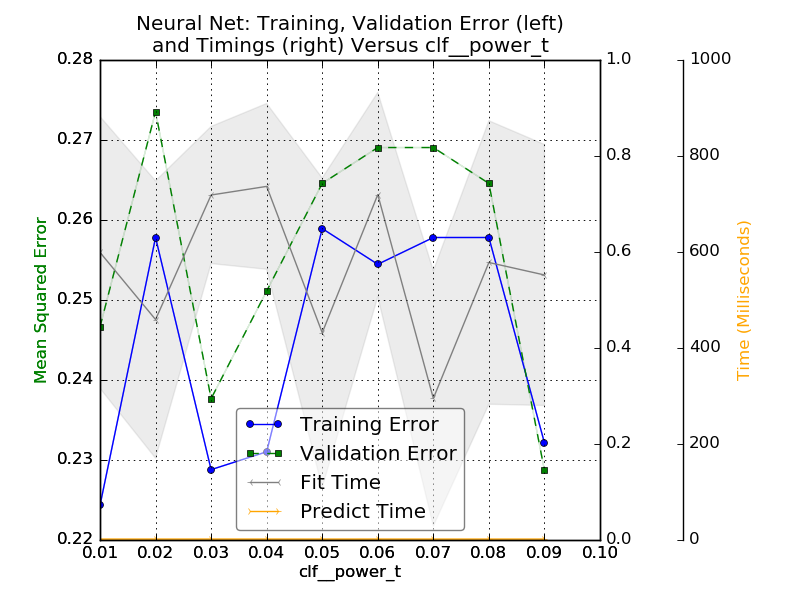 Neural Net: Training, Validation Error (left)
and Timings (right) Versus clf__power_t
0.28
0.27
0.26
0.25
0.24
0.23
0.22
Mean Squared Error
1.0
0.8
0.6
0.4
0.2
0.0
1000
800
600
400
200
0
Time (Milliseconds)
Training Error
Validation Error
Fit Time
Predict Time
0.01 0.02 0.03 0.04 0.05 0.06 0.07 0.08 0.09 0.10
clf__power_t